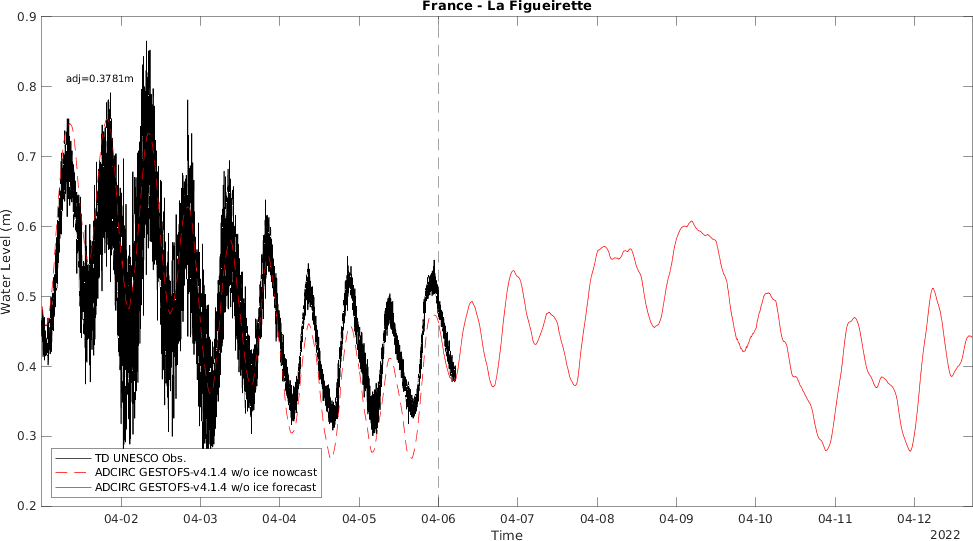 France - La Figueirette
0.9
0.8
0.7
0.6
0.5
0.4
0.3
0.2
Water Level (m)
adj=0.3781m
TD UNESCO Obs.
ADCIRC GESTOFS-v4.1.4 w/o ice nowcast
ADCIRC GESTOFS-v4.1.4 w/o ice forecast
04-02 04-03 04-04 04-05 04-06 04-07 04-08 04-09 04-10 04-11 04-12
Time
2022